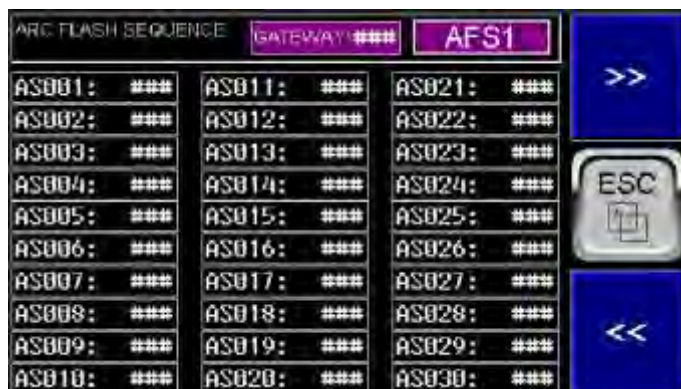 ARC FLASH SEQUENCE GATEWAY: ### AFS1
AS001: ### AS011: ### AS021: ###
AS002: ### AS012: ### AS022: ###
AS003: ### AS013: ### AS023: ###
AS004: ### AS014: ### AS024: ###
AS005: ### AS015: ### AS025: ###
AS006: ### AS016: ### AS026: ###
AS007: ### AS017: ### AS027: ###
AS008: ### AS018: ### AS028: ###
AS009: ### AS019: ### AS029: ###
AS010: ### AS020: ### AS030: ###
>>
ESC
<<